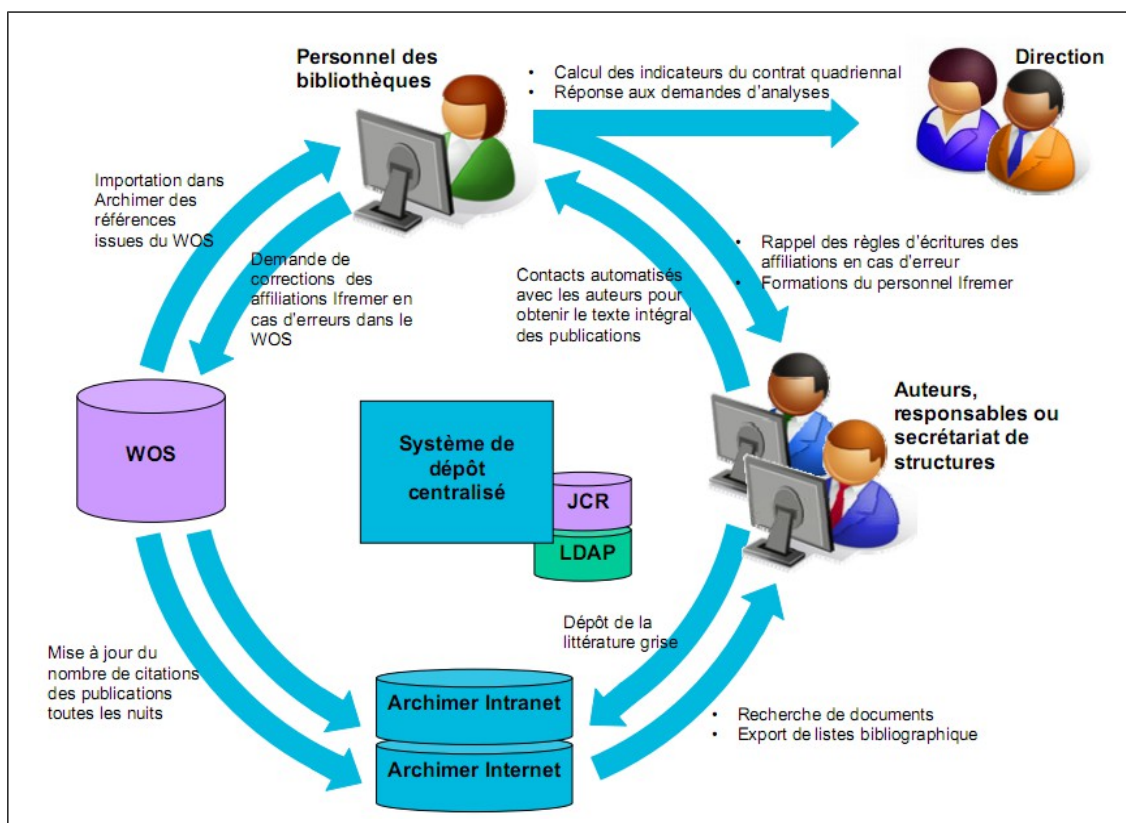 Personnel des
bibliothèques
• Calcul des indicateurs du contrat quadriennal
• Réponse aux demandes d'analyses
Direction
Importation dans
Archimer des
références
issues du WOS
Demande de
corrections des
affiliations Ifremer en
cas d'erreurs dans le
WOS
Contacts automatisés
avec les auteurs pour
obtenir le texte intégral
des publications
• Rappel des règles d'écritures des
affiliations en cas d'erreur
• Formations du personnel Ifremer
WOS
Système de
dépôt
centralisé
JCR
LDAP
Auteurs,
responsables ou
secrétariat de
structures
Mise à jour du
nombre de citations
des publications
toutes les nuits
Dépôt de la
littérature grise
Archimer Intranet
Archimer Internet
• Recherche de documents
• Export de listes bibliographique